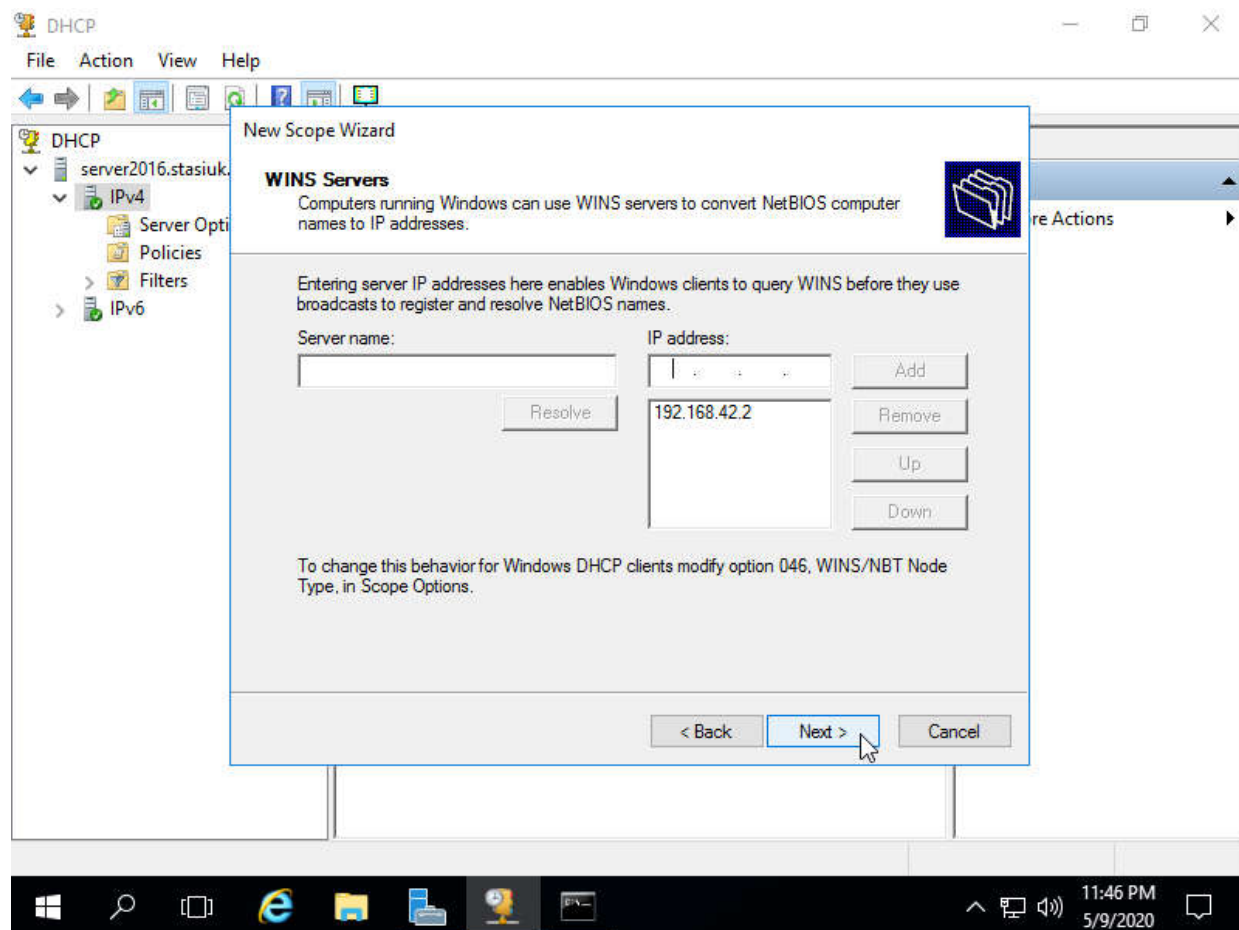 DHCP
File Action View Help
DHCP
server2016.stasiuk.
IPv4
Server Opti
Policies
Filters
IPv6
re Actions
New Scope Wizard
WINS Servers
Computers running Windows can use WINS servers to convert NetBIOS computer
names to IP addresses.
Entering server IP addresses here enables Windows clients to query WINS before they use
broadcasts to register and resolve NetBIOS names.
Server name:
IP address:
. . .
Add
Resolve
192.168.42.2
Remove
Up
Down
To change this behavior for Windows DHCP clients modify option 046, WINS/NBT Node
Type, in Scope Options.
< Back
Next >
Cancel
11:46 PM
5/9/2020